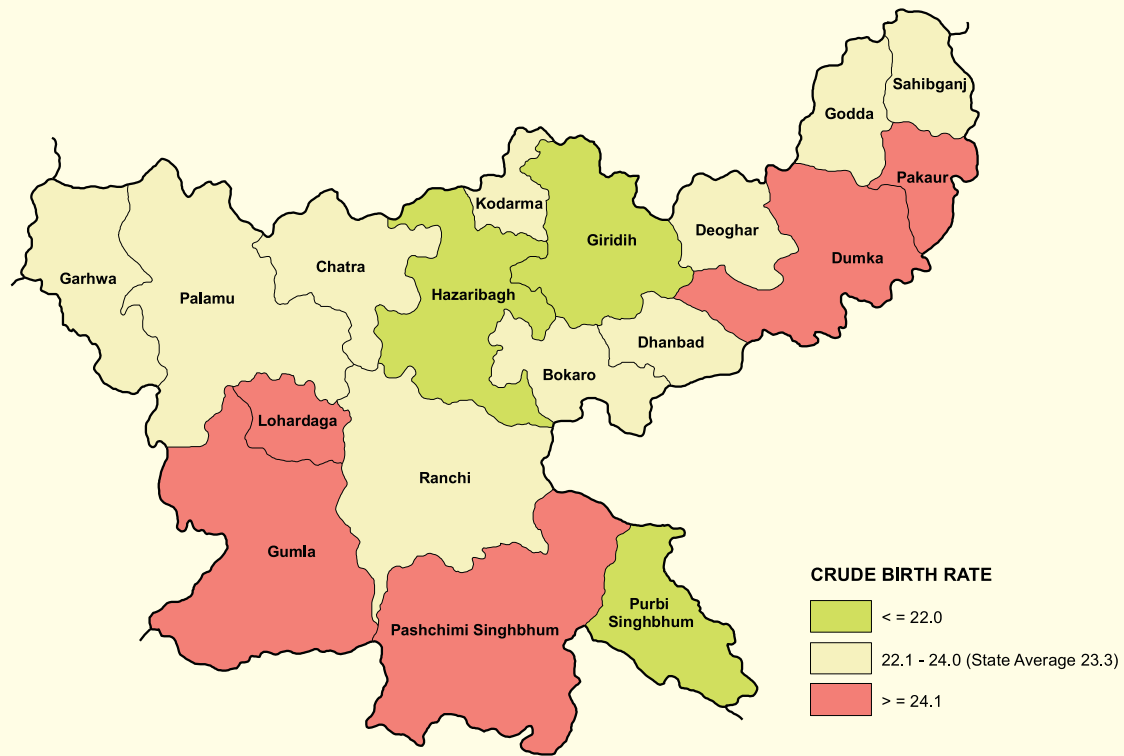 Sahibganj
Godda
Pakaur
Kodarma
Deoghar
Giridih
Dumka
Chatra
Garhwa
Hazaribagh
Palamu
Dhanbad
Bokaro
Lohardaga
Ranchi
Gumla
Purbi
Singhbhum
Pashchimi Singhbhum
CRUDE BIRTH RATE
< = 22.0
22.1 - 24.0 (State Average 23.3)
> = 24.1